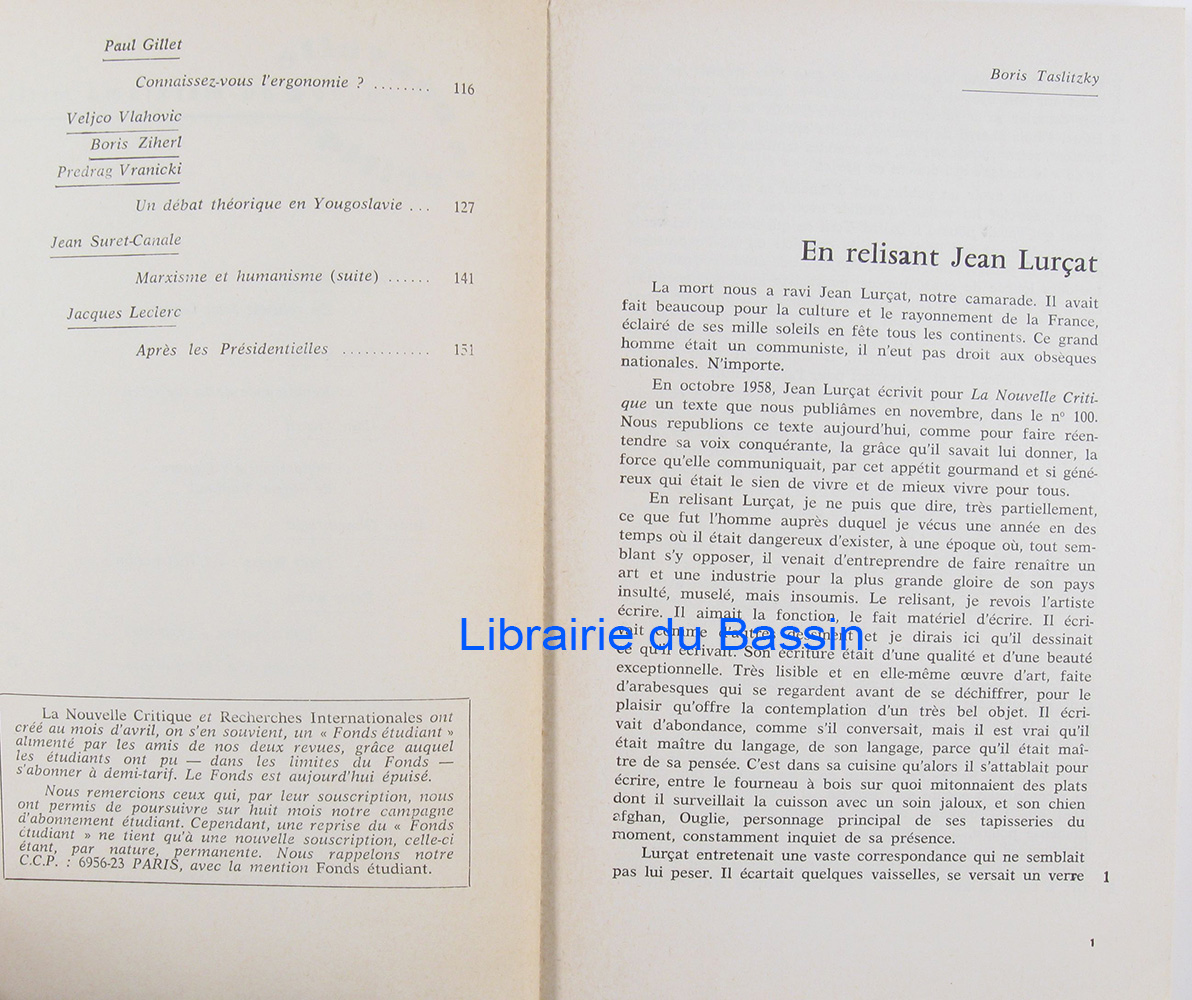 Paul Gillet
Connaissez-vous l'ergonomie ? ........ 116
Veljco Vlahovic
Boris Ziherl
Predrag Vranicki
Un débat théorique en Yougoslavie ... 127
Jean Suret-Canale
Marxisme et humanisme (suite) ...... 141
Jacques Leclerc
Après les Présidentielles ............ 151
La Nouvelle Critique et Recherches Internationales ont
créé au mois d'avril, on s'en souvient, un « Fonds étudiant »
alimenté par les amis de nos deux revues, grâce auquel
les étudiants ont pu — dans les limites du Fonds —
s'abonner à demi-tarif. Le Fonds est aujourd'hui épuisé.
Nous remercions ceux qui, par leur souscription, nous
ont permis de poursuivre sur huit mois notre campagne
d'abonnement étudiant. Cependant, une reprise du « Fonds
étudiant » ne tient qu'à une nouvelle souscription, celle-ci
étant, par nature, permanente. Nous rappelons notre
C.C.P. : 6956-23 PARIS, avec la mention Fonds étudiant.
Boris Taslitzky
En relisant Jean Lurçat
La mort nous a ravi Jean Lurçat, notre camarade. Il avait
fait beaucoup pour la culture et le rayonnement de la France,
éclairé de ses mille soleils en fête tous les continents. Ce grand
homme était un communiste, il n'eut pas droit aux obsèques
nationales. N'importe.
En octobre 1958, Jean Lurçat écrivit pour La Nouvelle Criti-
que un texte que nous publiâmes en novembre, dans le n° 100.
Nous republions ce texte aujourd'hui, comme pour faire réen-
tendre sa voix conquérante, la grâce qu'il savait lui donner, la
force qu'elle communiquait, par cet appétit gourmand et si géné-
reux qui était le sien de vivre et de mieux vivre pour tous.
En relisant Lurçat, je ne puis que dire, très partiellement,
ce que fut l'homme auprès duquel je vécus une année en des
temps où il était dangereux d'exister, à une époque où, tout sem-
blant s'y opposer, il venait d'entreprendre de faire renaître un
art et une industrie pour la plus grande gloire de son pays
insulté, muselé, mais insoumis. Le relisant, je revois l'artiste
écrire. Il aimait la fonction, le fait matériel d'écrire. Il écri-
vait comme d'autres dessinent et je dirais ici qu'il dessinait
ce qu'il écrivait. Son écriture était d'une qualité et d'une beauté
exceptionnelle. Très lisible et en elle-même œuvre d'art, faite
d'arabesques qui se regardent avant de se déchiffrer, pour le
plaisir qu'offre la contemplation d'un très bel objet. Il écri-
vait d'abondance, comme s'il conversait, mais il est vrai qu'il
était maître du langage, de son langage, parce qu'il était maî-
tre de sa pensée. C'est dans sa cuisine qu'alors il s'attablait pour
écrire, entre le fourneau à bois sur quoi mitonnaient des plats
dont il surveillait la cuisson avec un soin jaloux, et son chien
afghan, Ouglie, personnage principal de ses tapisseries du
moment, constamment inquiet de sa présence.
Lurçat entretenait une vaste correspondance qui ne semblait
pas lui peser. Il écartait quelques vaisselles, se versait un verre 1
1
Librairie du Bassin